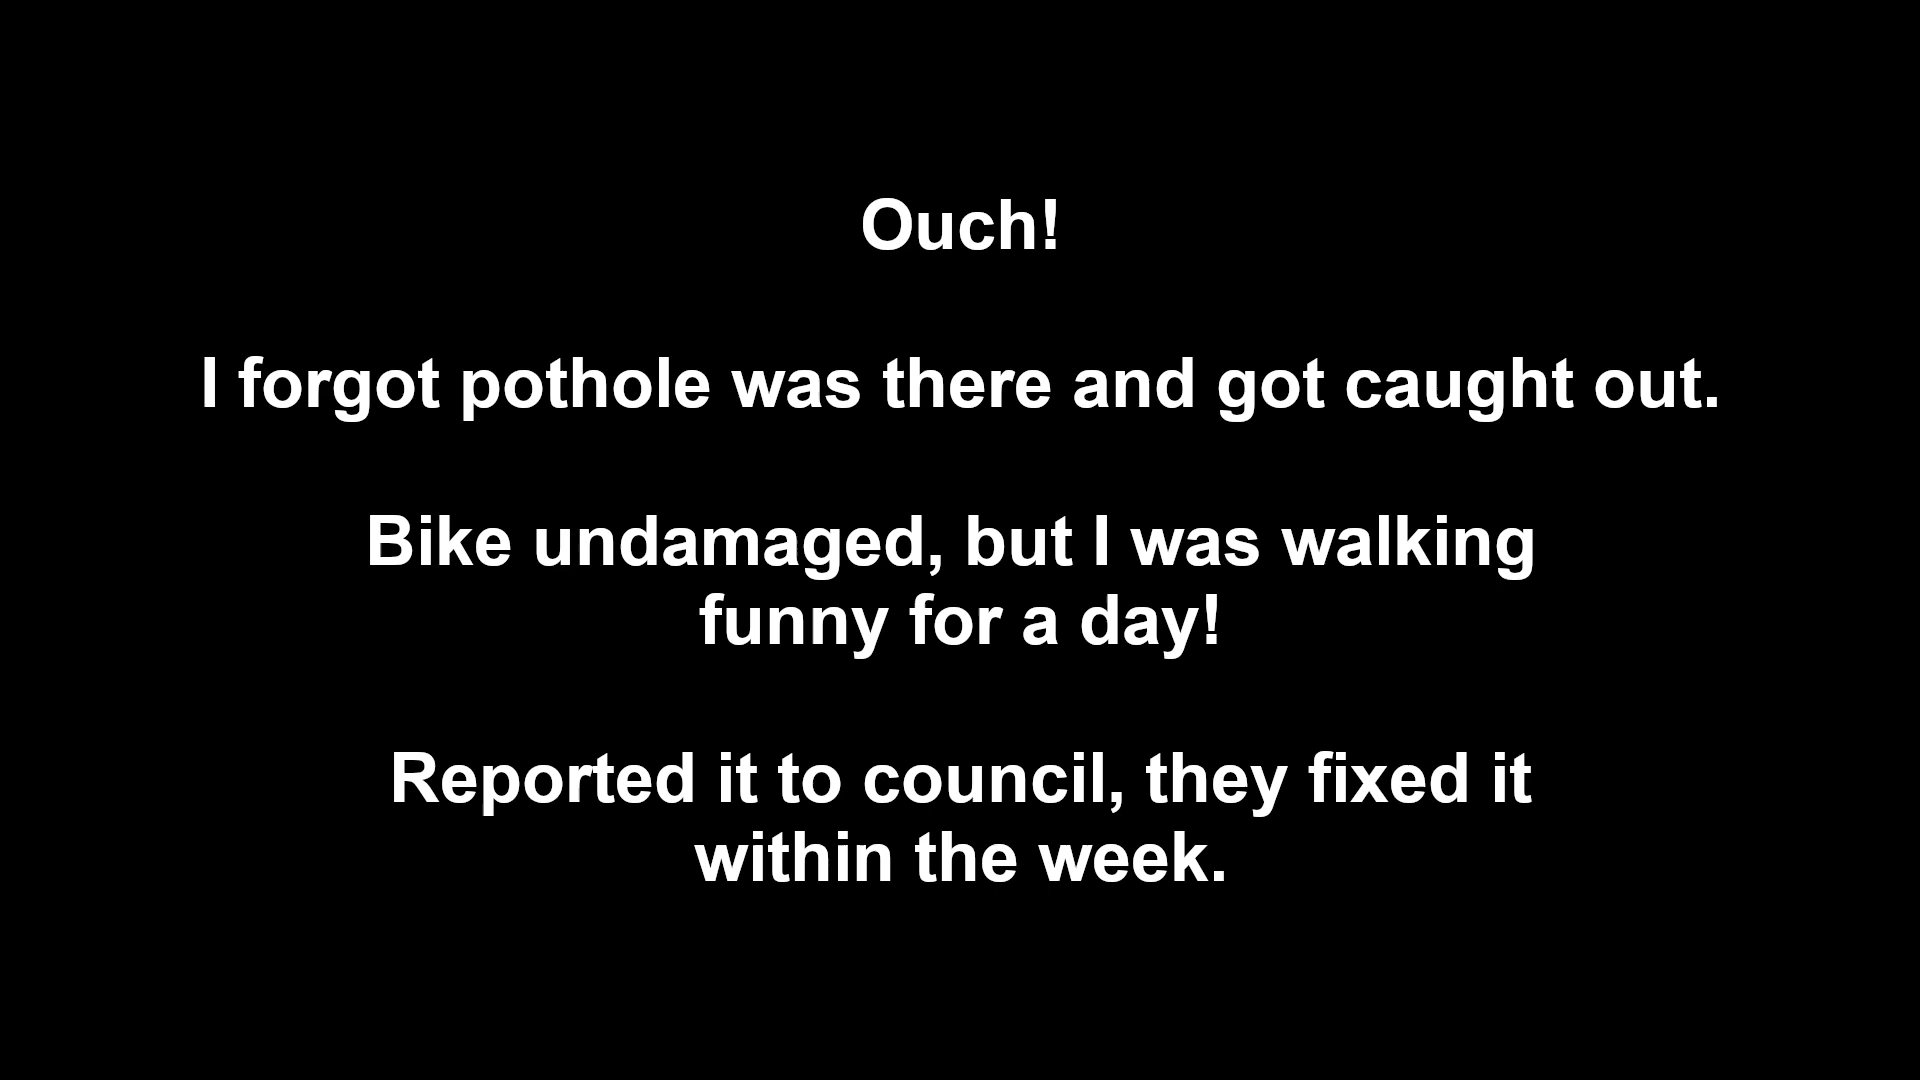 Ouch!
I forgot pothole was there and got caught out.
Bike undamaged, but I was walking
funny for a day!
Reported it to council, they fixed it
within the week.